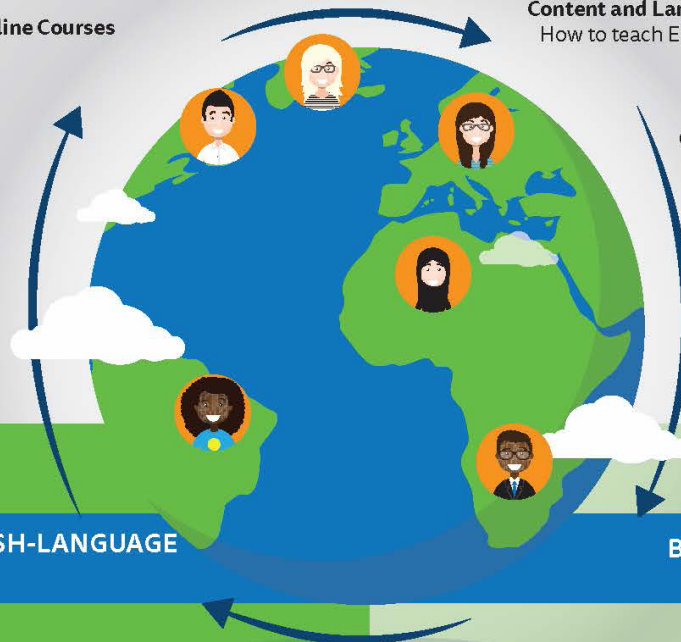 line Courses
Content and Lan
How to teach E
SH-LANGUAGE
B